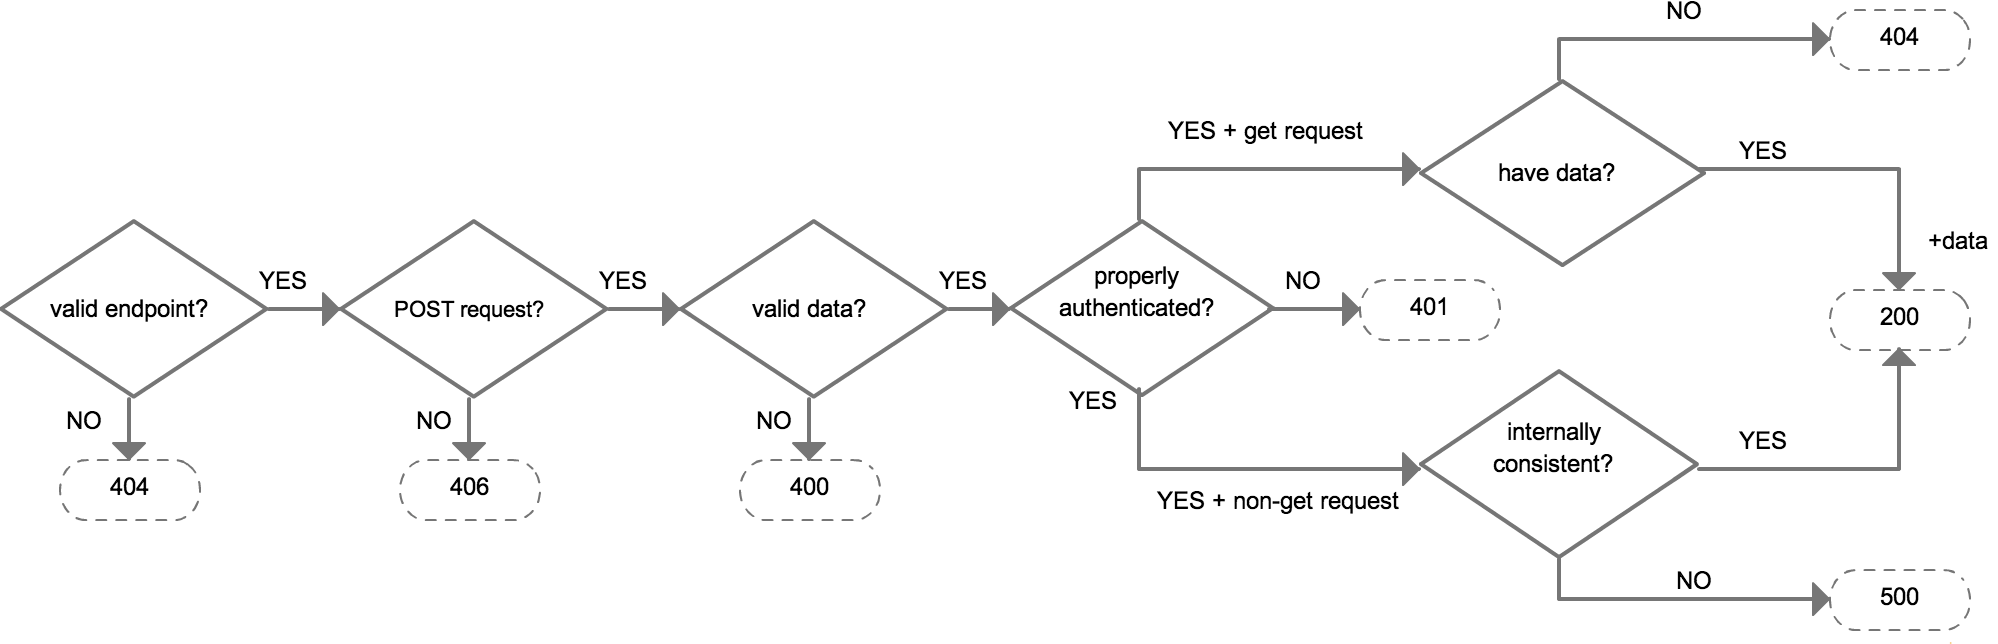 NO
404
YES + get request
have data?
YES
+data
valid endpoint?
YES
POST request?
YES
valid data?
YES
properly
authenticated?
NO
401
200
NO
404
NO
406
NO
400
YES
YES + non-get request
internally
consistent?
YES
NO
500